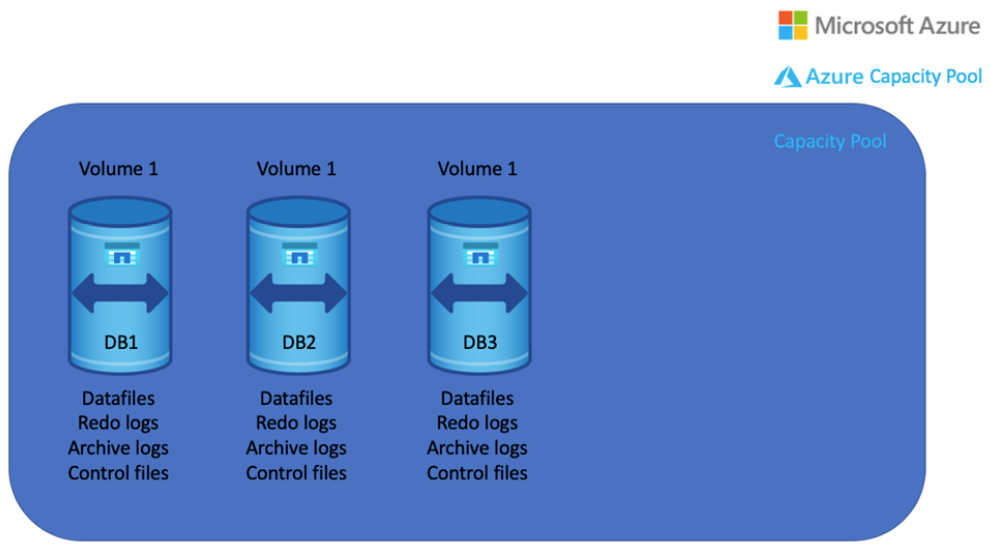 Microsoft Azure
Azure Capacity Pool
Capacity Pool
Volume 1 Volume 1 Volume 1
DB1 DB2 DB3
Datafiles Datafiles Datafiles
Redo logs Redo logs Redo logs
Archive logs Archive logs Archive logs
Control files Control files Control files